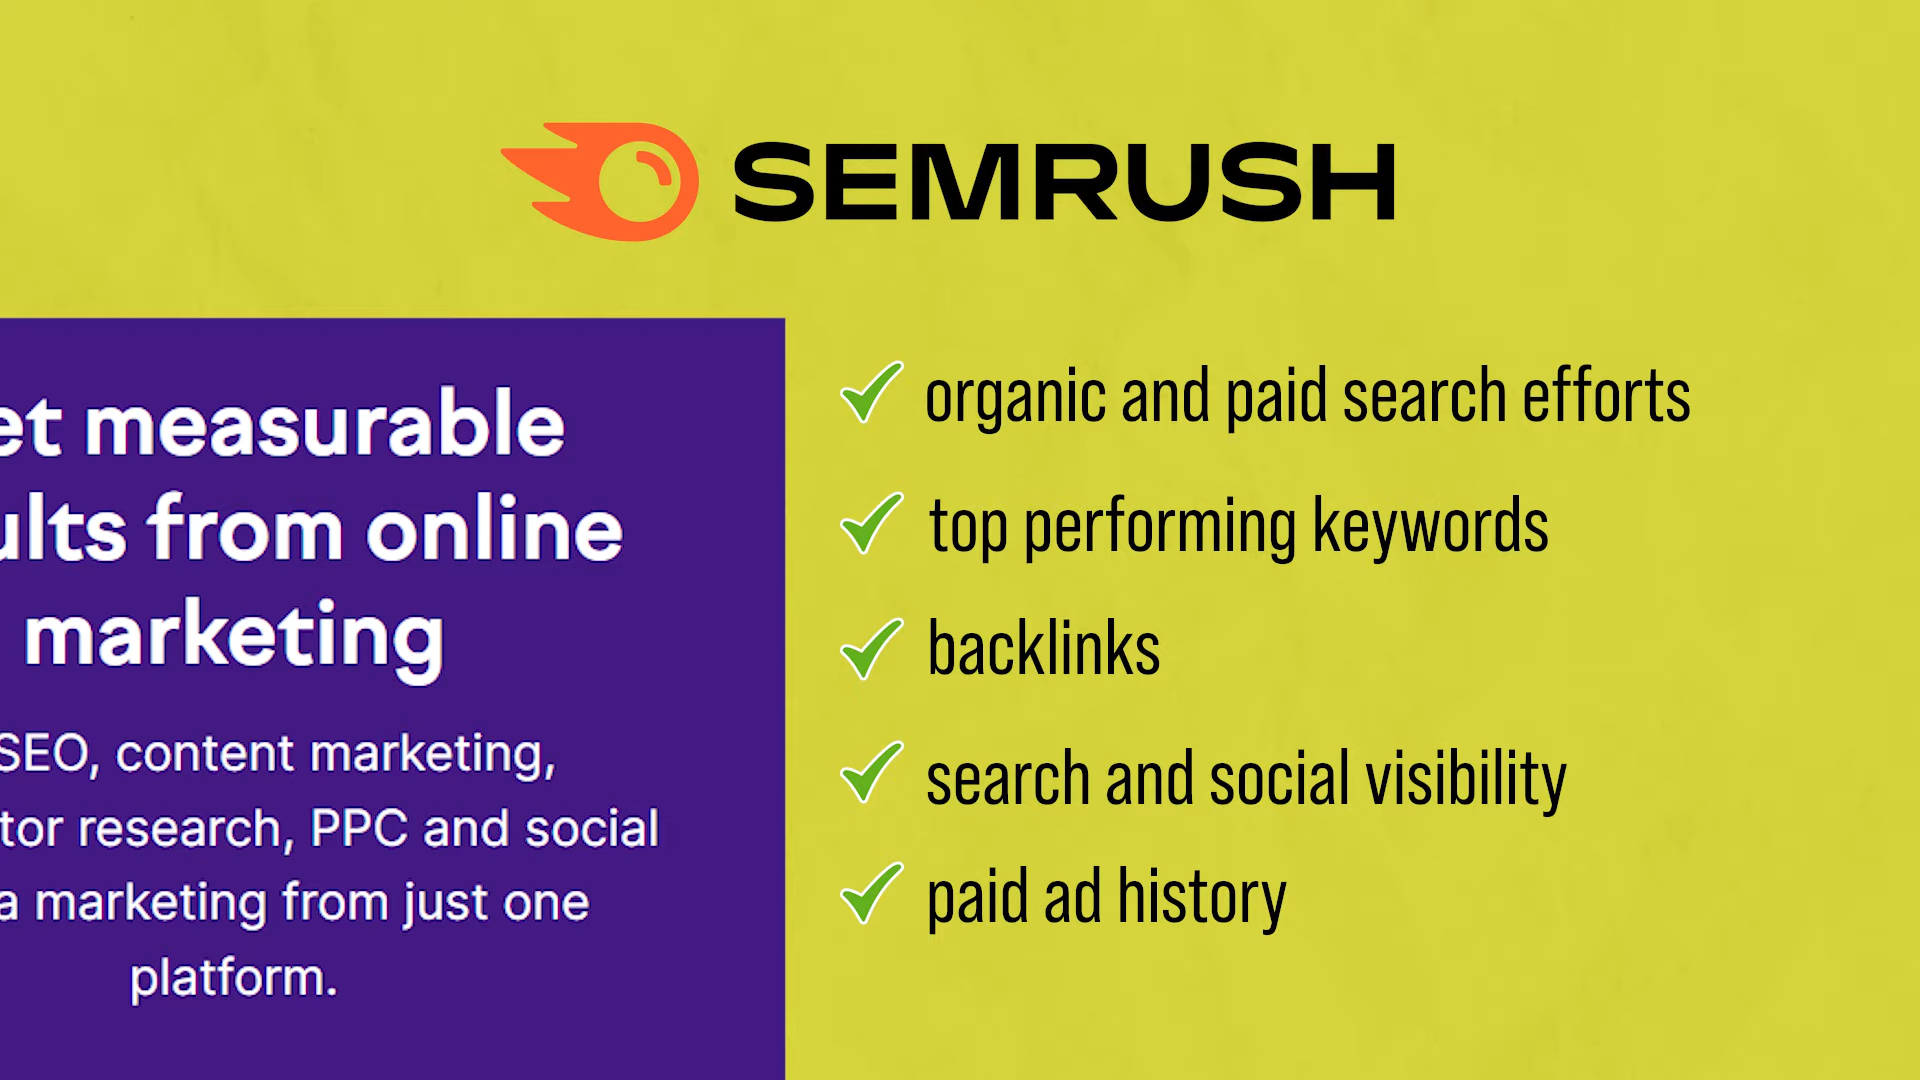 SEMRUSH
et measurable
ults from online
marketing
SEO, content marketing,
tor research, PPC and social
a marketing from just one
platform.
organic and paid search efforts
top performing keywords
backlinks
search and social visibility
paid ad history